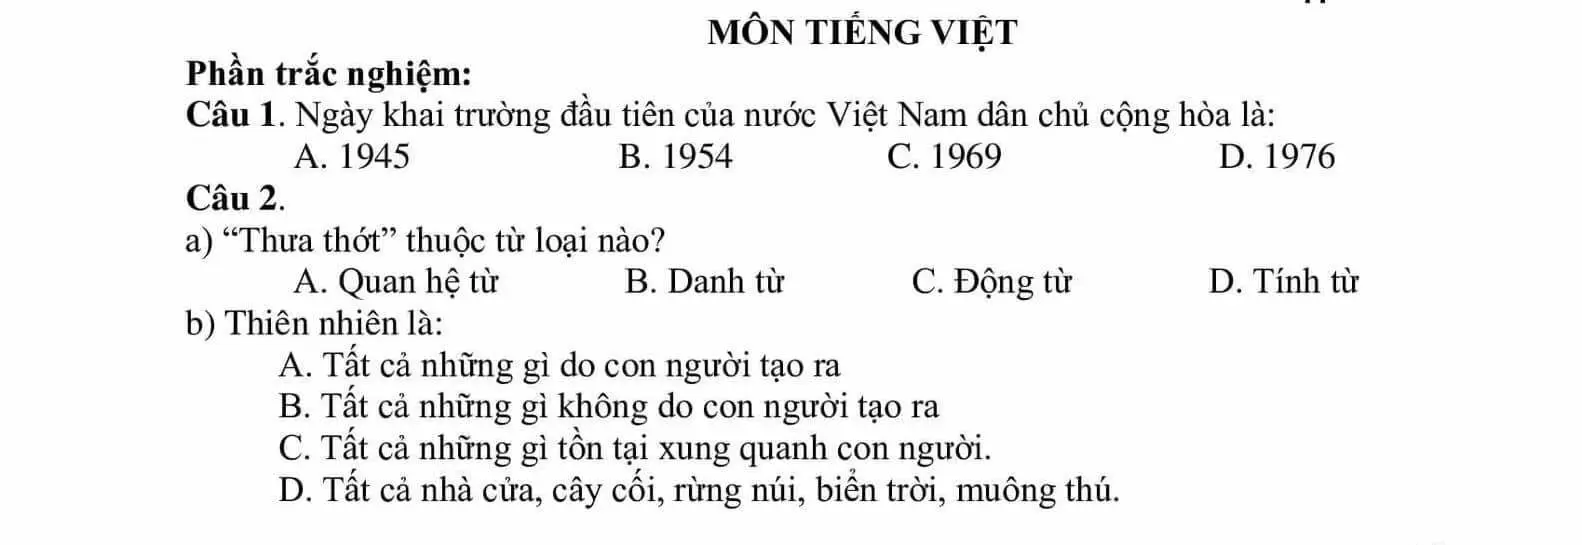 MÔN TIẾNG VIỆT
Phần trắc nghiệm:
Câu 1. Ngày khai trường đầu tiên của nước Việt Nam dân chủ cộng hòa là:
A. 1945 B. 1954 C. 1969 D. 1976
Câu 2.
a) “Thưa thớt” thuộc từ loại nào?
A. Quan hệ từ B. Danh từ C. Động từ D. Tính từ
b) Thiên nhiên là:
A. Tất cả những gì do con người tạo ra
B. Tất cả những gì không do con người tạo ra
C. Tất cả những gì tồn tại xung quanh con người.
D. Tất cả nhà cửa, cây cối, rừng núi, biển trời, muông thú.